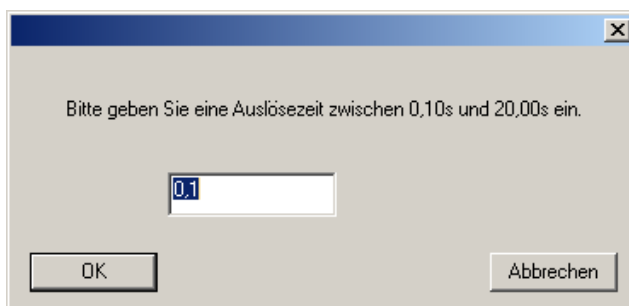 Bitte geben Sie eine Auslösezeit zwischen 0,10s und 20,00s ein.
0,1
OK
Abbrechen